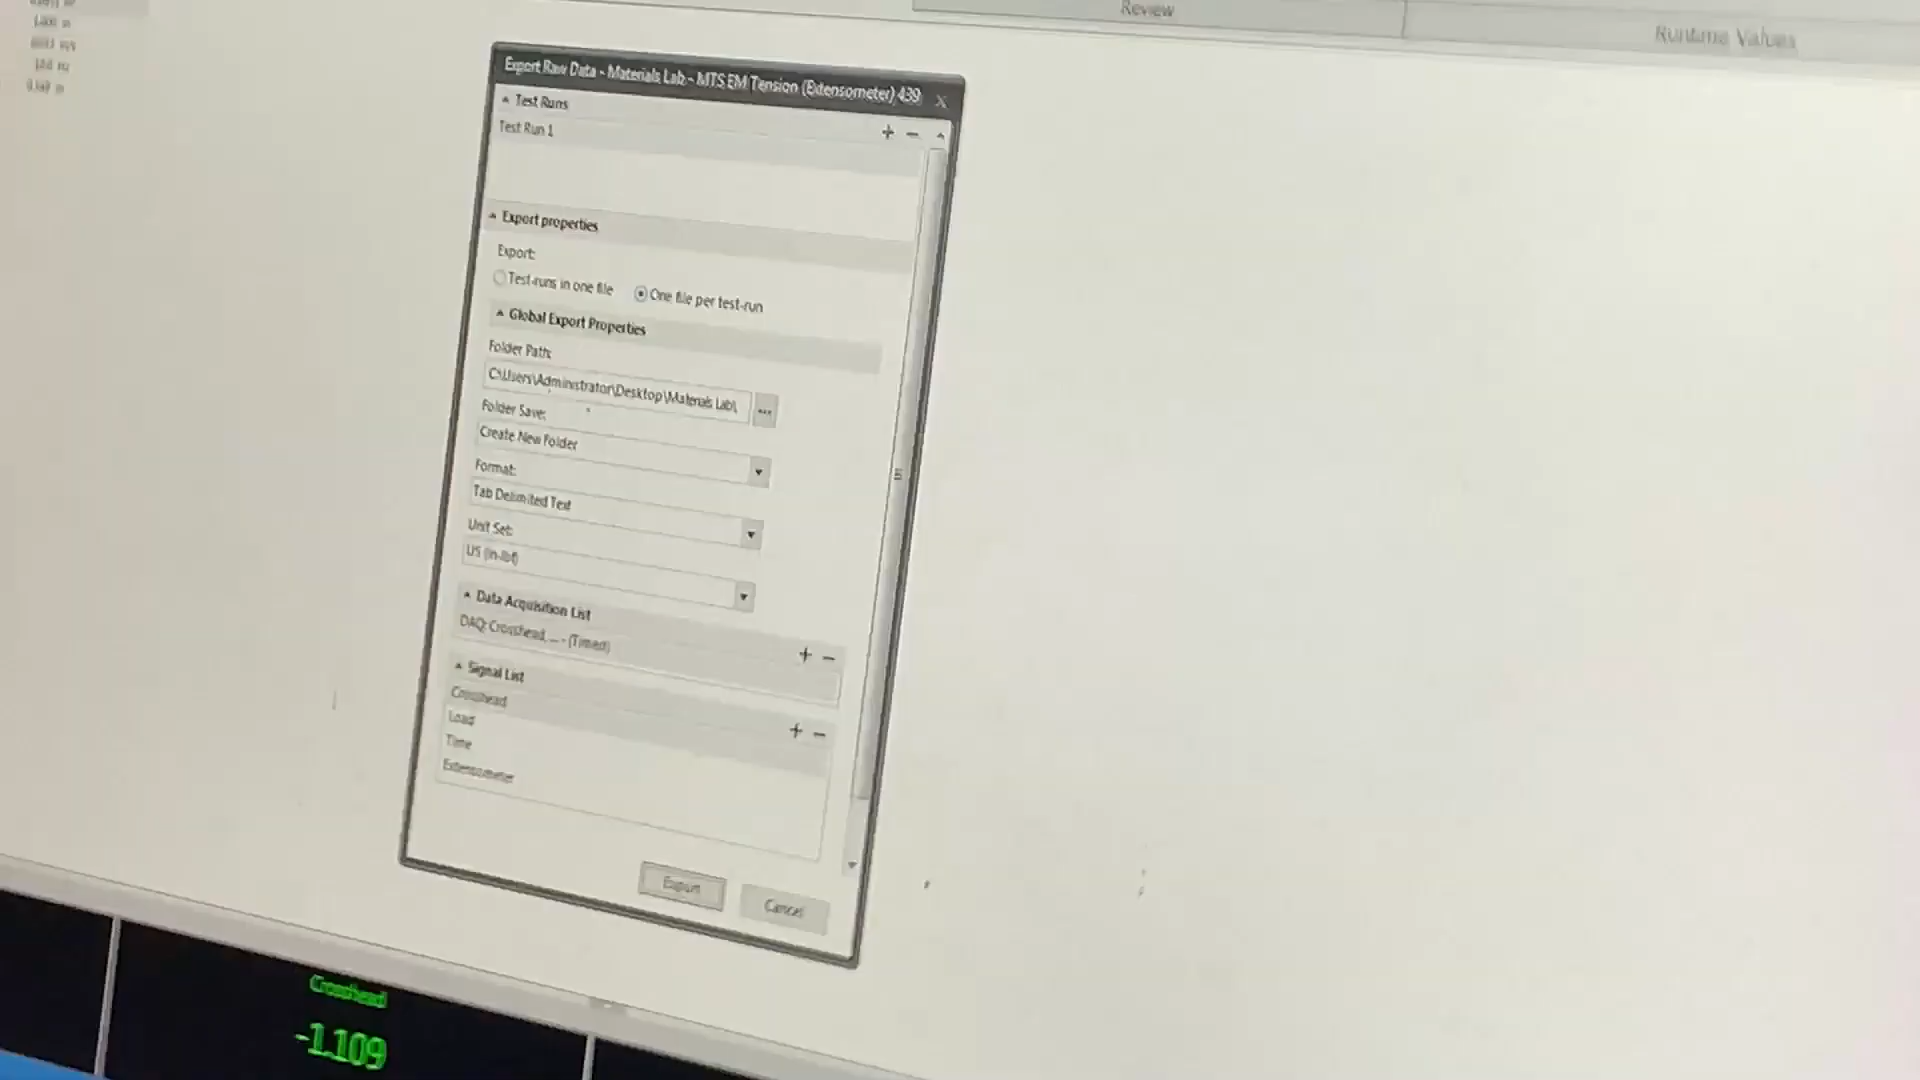 Review
Runtime Values
Export Raw Data - Materials Lab - MTS EM Tension (Extensometer) 439
X
Test Runs
Test Run 1
Export properties
Export:
Test-runs in one file
One file per test-run
Global Export Properties
Folder Path:
C:\Users\Administrator\Desktop\Materials Lab\
...
Folder Save:
Create New Folder
Format:
Tab Delimited Text
Unit Set:
US (in-lbf)
Data Acquisition List
DAQ: Crosshead, ... - (Timed)
Signal List
Crosshead
Load
Time
Extensometer
Export
Cancel
Crosshead
-1.109